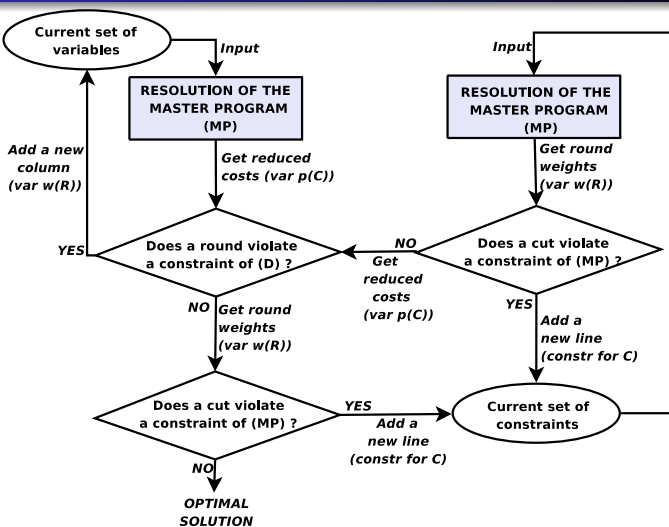 Current set of
variables
Input
RESOLUTION OF THE
MASTER PROGRAM
(MP)
Add a new
column
(var w(R))
Get reduced
costs (var p(C))
YES
Does a round violate
a constraint of (D) ?
NO
Get round
weights
(var w(R))
Does a cut violate
a constraint of (MP) ?
YES
Add a
new line
(constr for C)
NO
OPTIMAL
SOLUTION
Input
RESOLUTION OF THE
MASTER PROGRAM
(MP)
Get round
weights
(var w(R))
NO
Get
reduced
costs
(var p(C))
Does a cut violate
a constraint of (MP) ?
YES
Add a
new line
(constr for C)
Current set of
constraints